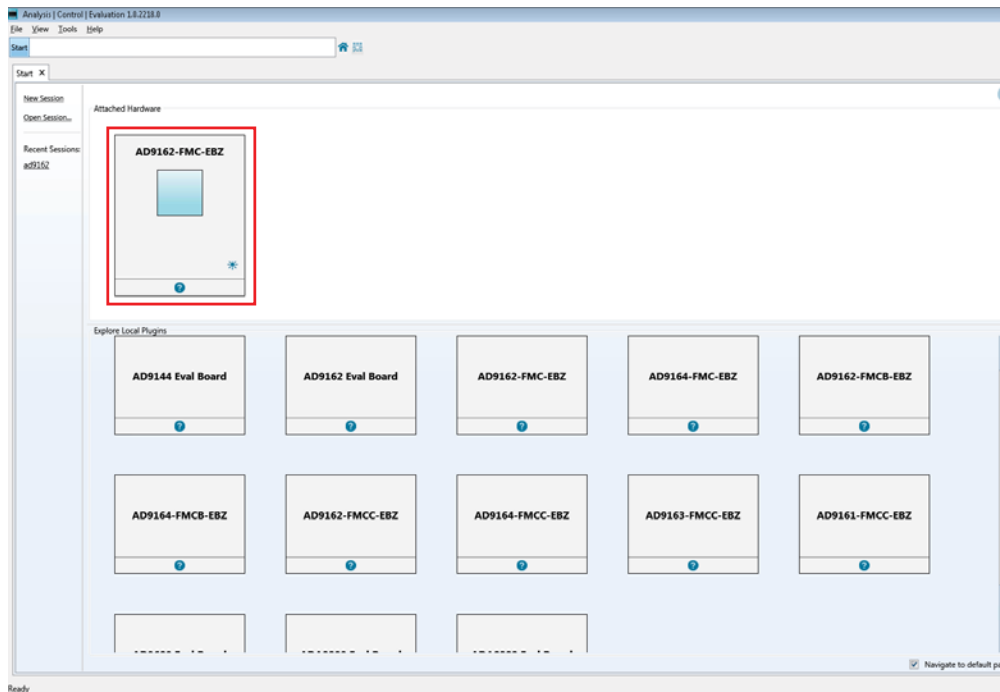 Analysis | Control | Evaluation 1.8.2218.8
File View Tools Help
Start
Start X
New Session
Open Session...
Recent Sessions:
ad9162
Attached Hardware
AD9162-FMC-EBZ
?
Explore Local Plugins
AD9144 Eval Board AD9162 Eval Board AD9162-FMC-EBZ AD9164-FMC-EBZ AD9162-FMCB-EBZ
? ? ? ? ?
AD9164-FMCB-EBZ AD9162-FMCC-EBZ AD9164-FMCC-EBZ AD9163-FMCC-EBZ AD9161-FMCC-EBZ
? ? ? ? ?
Navigate to default
Ready